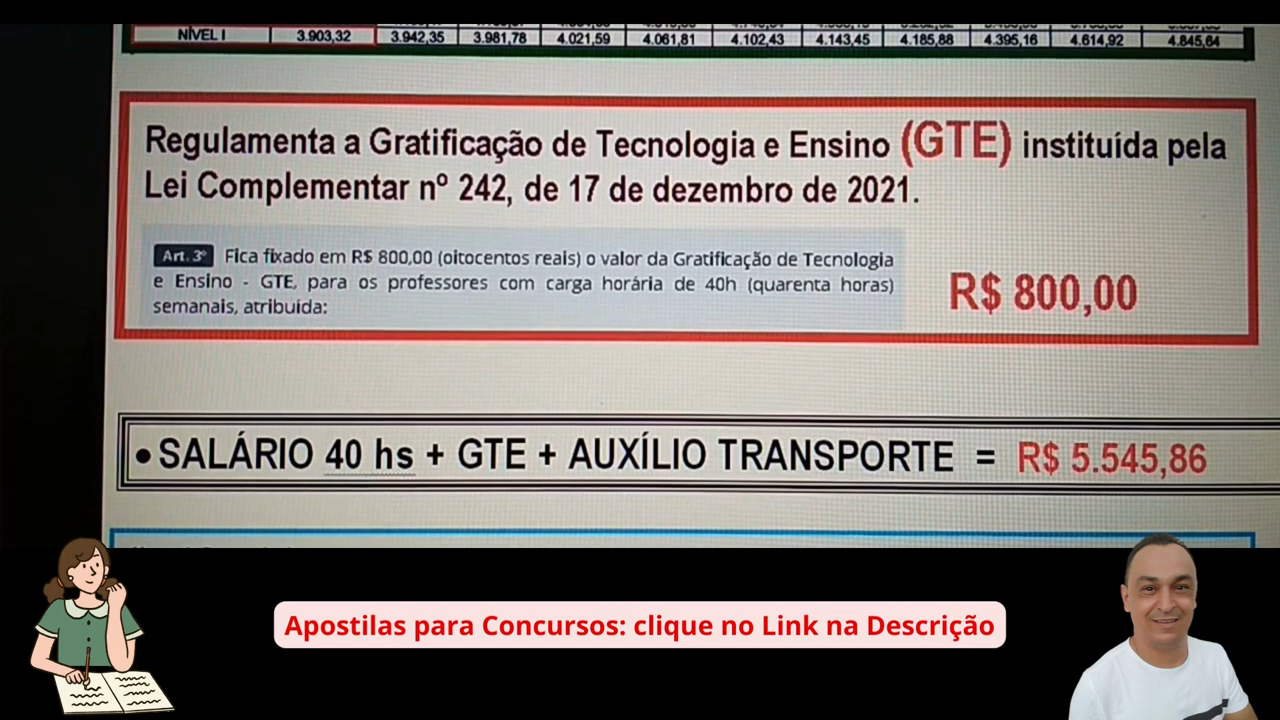 NÍVEL I 3.903,32 3.942,35 3.981,78 4.021,59 4.061,81 4.102,43 4.143,45 4.185,88 4.395,16 4.614,92 4.845,64
Regulamenta a Gratificação de Tecnologia e Ensino (GTE) instituída pela
Lei Complementar nº 242, de 17 de dezembro de 2021.
Art. 3º Fica fixado em R$ 800,00 (oitocentos reais) o valor da Gratificação de Tecnologia
e Ensino - GTE, para os professores com carga horária de 40h (quarenta horas)
semanais, atribuída:
R$ 800,00
• SALÁRIO 40 hs + GTE + AUXÍLIO TRANSPORTE = R$ 5.545,86
Apostilas para Concursos: clique no Link na Descrição